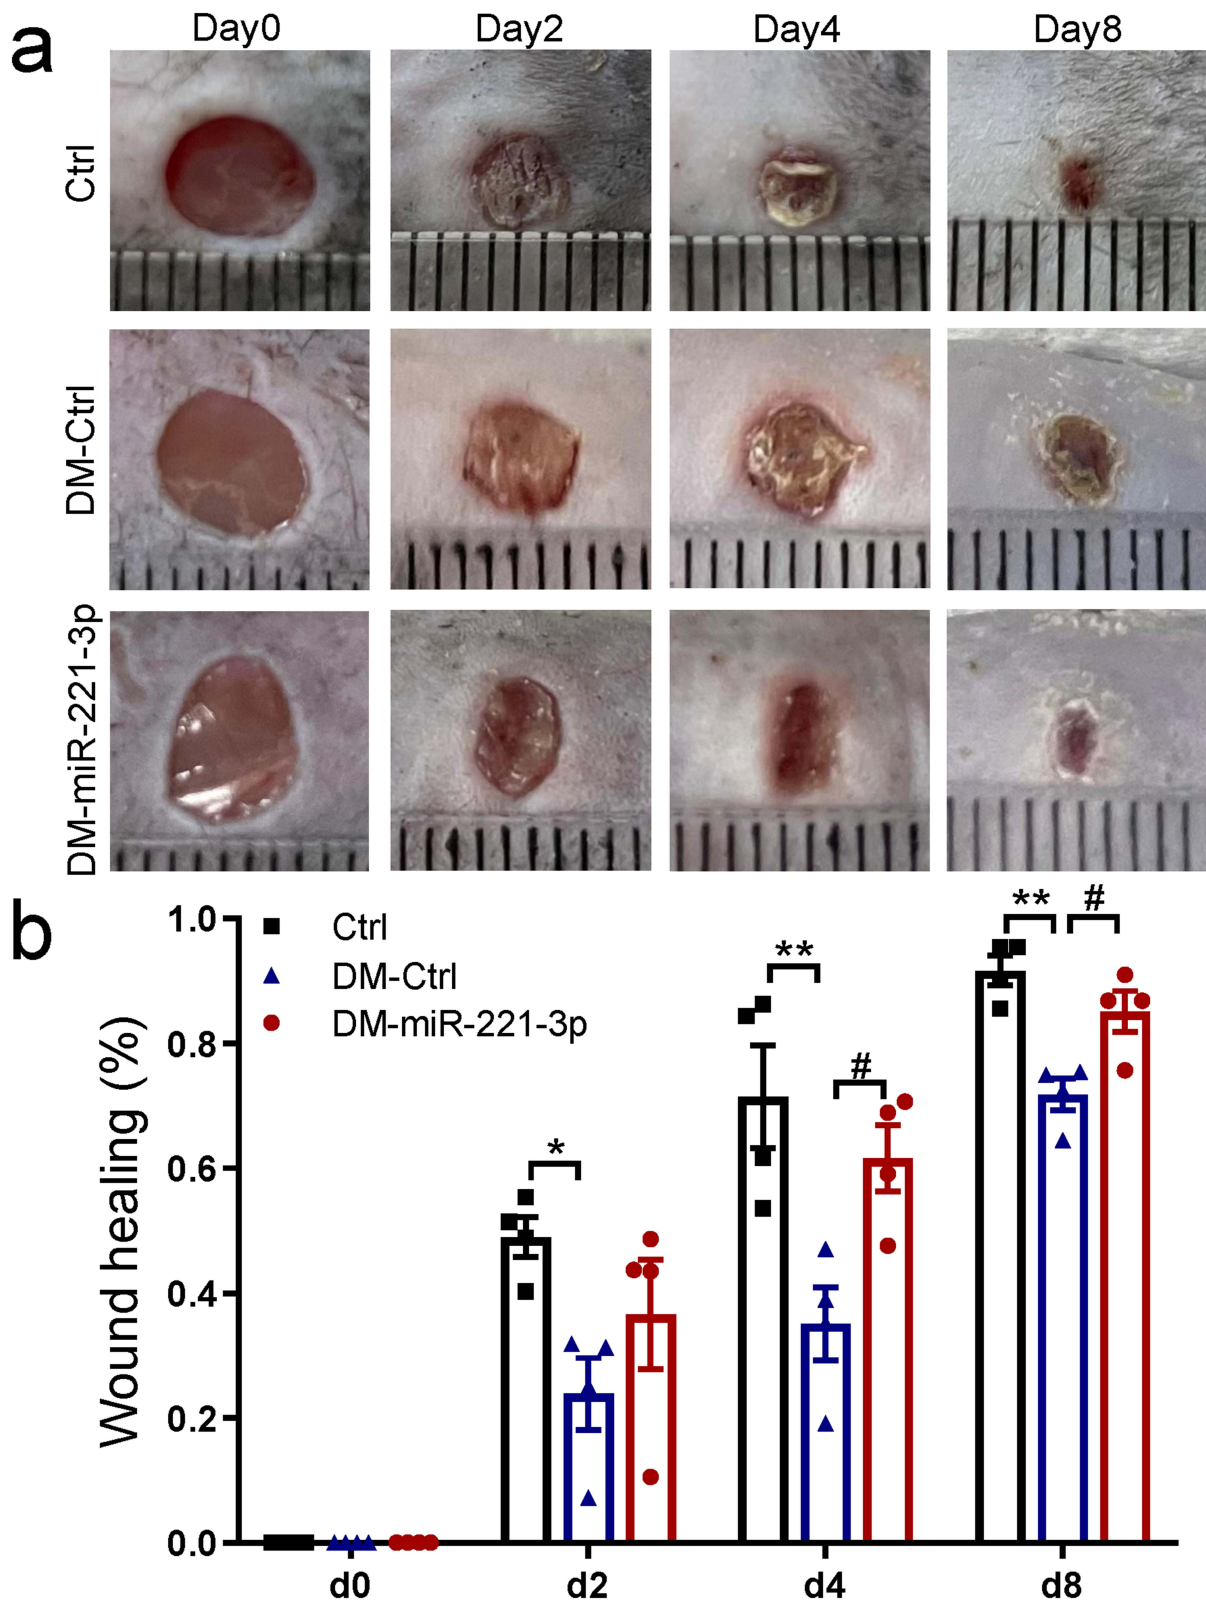 a
Day0 Day2 Day4 Day8
Ctrl
DM-Ctrl
DM-miR-221-3p
b
Wound healing (%)
1.0
0.8
0.6
0.4
0.2
0.0
Ctrl
DM-Ctrl
DM-miR-221-3p
*
**
#
** #
d0 d2 d4 d8